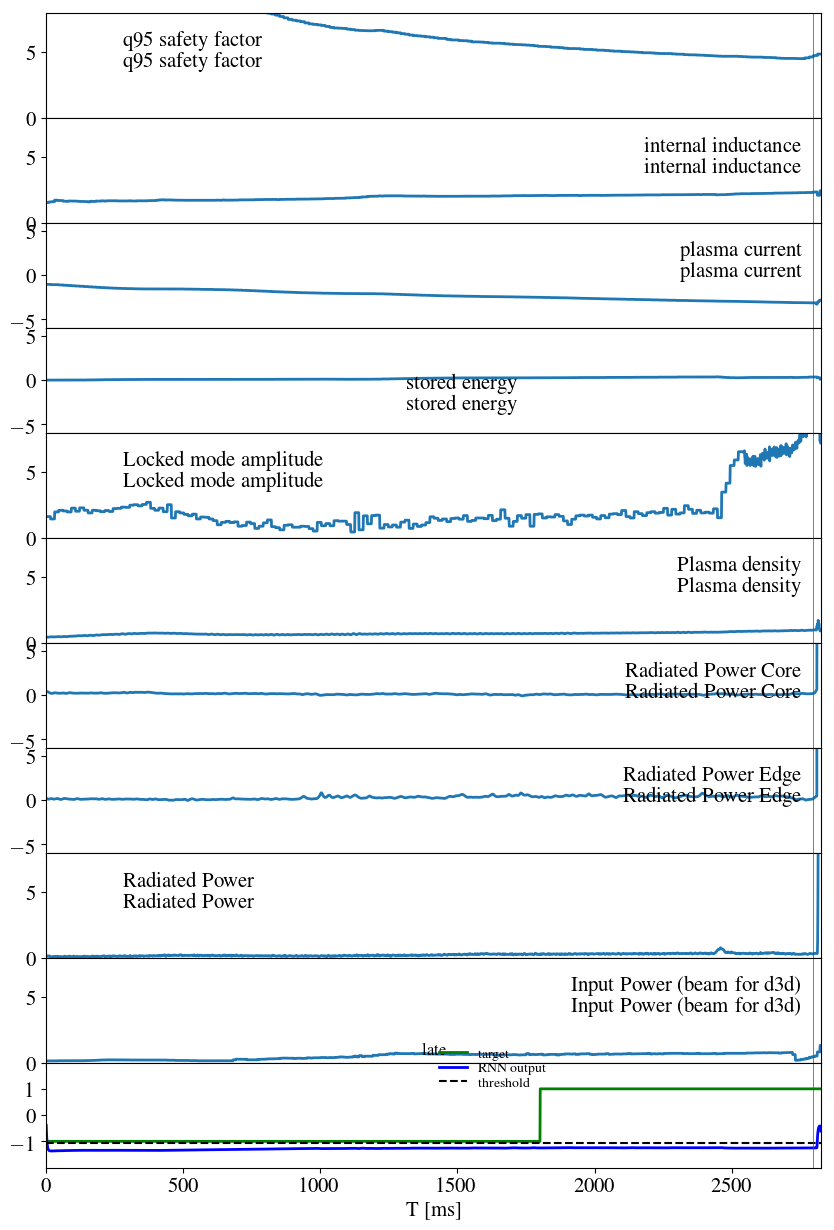 5
q95 safety factor
q95 safety factor
0
internal inductance
5
internal inductance
0
5
plasma current
0
plasma current
−5
5
0
stored energy
stored energy
−5
Locked mode amplitude
5
Locked mode amplitude
0
Plasma density
5
Plasma density
0
5
Radiated Power Core
0
Radiated Power Core
−5
5
Radiated Power Edge
0
Radiated Power Edge
−5
Radiated Power
5
Radiated Power
0
Input Power (beam for d3d)
5
Input Power (beam for d3d)
0
late
target
RNN output
threshold
1
0
−1
0 500 1000 1500 2000 2500
T [ms]